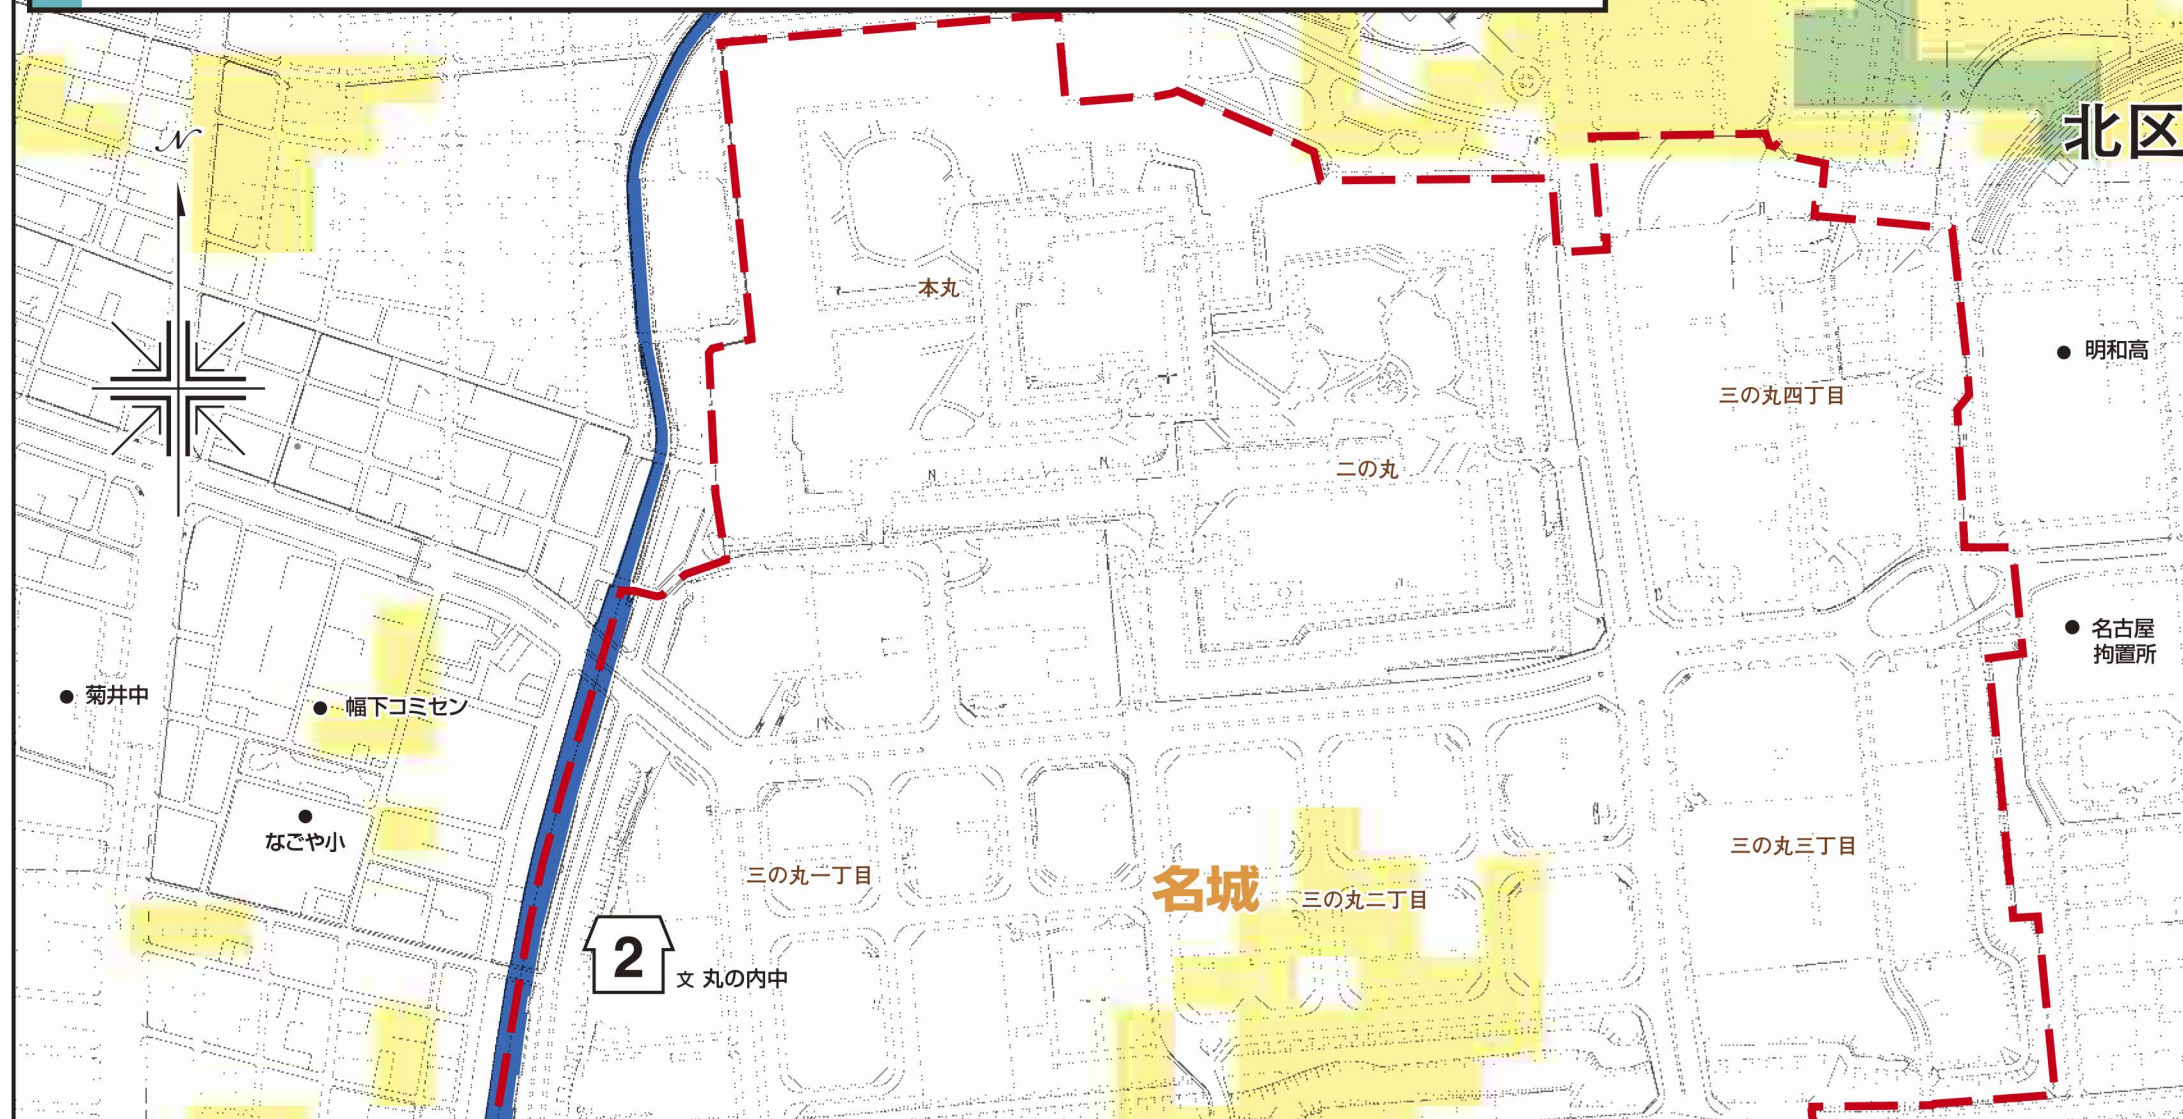 北区
N
本丸
明和高
三の丸四丁目
二の丸
N
N
名古屋
拘置所
菊井中
幅下コミセン
なごや小
三の丸一丁目
名城
三の丸二丁目
三の丸三丁目
2
文 丸の内中